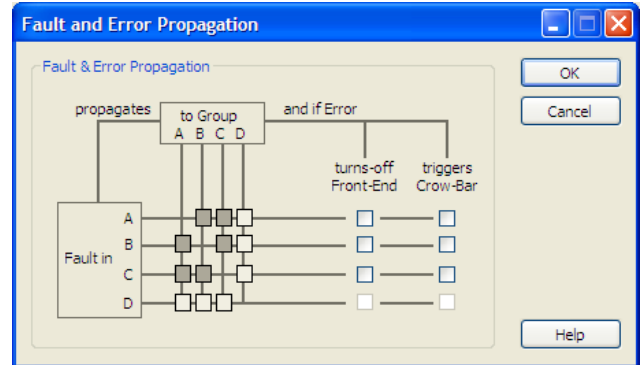 Fault and Error Propagation
Fault & Error Propagation
OK
Cancel
propagates
to Group
A B C D
and if Error
turns-off
Front-End
triggers
Crow-Bar
Fault in
A
B
C
D
Help